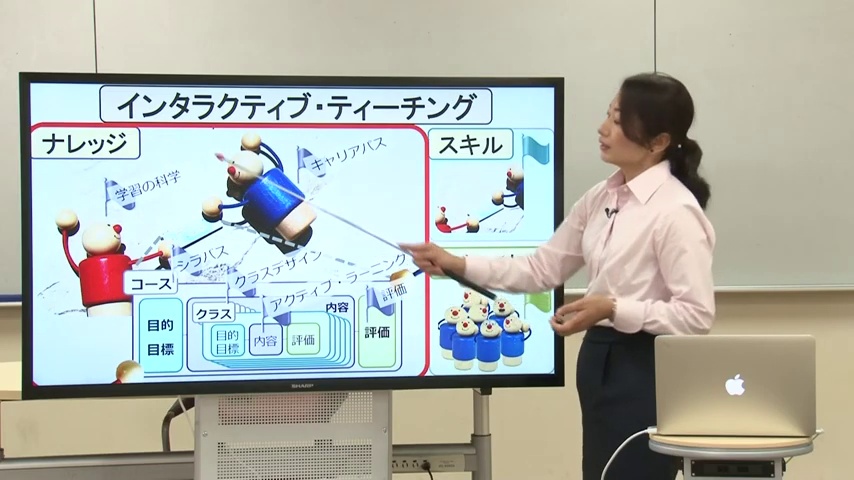 インタラクティブ・ティーチング
ナレッジ
スキル
学習の科学
キャリアパス
シラバス
クラスデザイン
アクティブ・ラーニング
評価
コース
目的
目標
クラス
目的
目標
内容
評価
内容
評価
SHARP